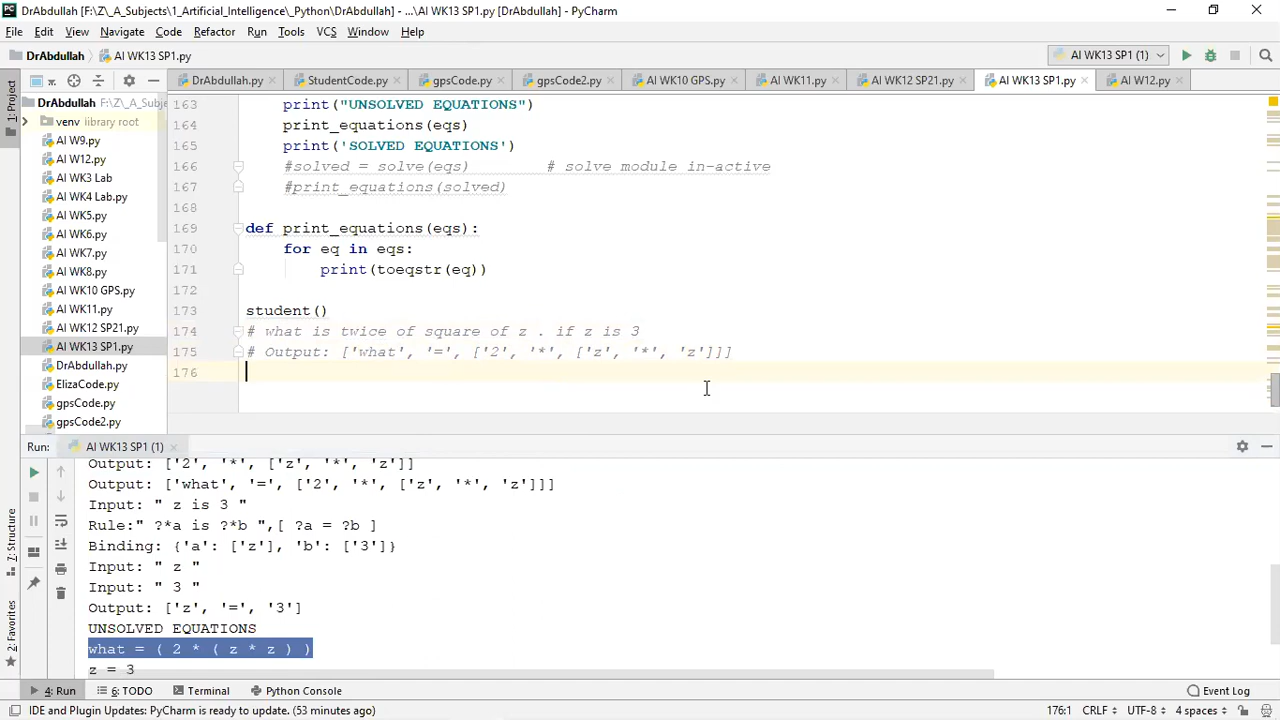 DrAbdullah [F:\Z\_A_Subjects\1_Artificial_Intelligence\_Python\DrAbdullah] - ...\AI WK13 SP1.py [DrAbdullah] - PyCharm
File Edit View Navigate Code Refactor Run Tools VCS Window Help
DrAbdullah AI WK13 SP1.py AI WK13 SP1 (1)
DrAbdullah.py StudentCode.py gpsCode.py gpsCode2.py AI WK10 GPS.py AI WK11.py AI WK12 SP21.py AI WK13 SP1.py AI W12.py
1: Project
DrAbdullah F:\Z\_A_Subje
venv library root
AI W9.py
AI W12.py
AI WK3 Lab
AI WK4 Lab.py
AI WK5.py
AI WK6.py
AI WK7.py
AI WK8.py
AI WK10 GPS.py
AI WK11.py
AI WK12 SP21.py
AI WK13 SP1.py
DrAbdullah.py
ElizaCode.py
gpsCode.py
gpsCode2.py
163 print("UNSOLVED EQUATIONS")
164 print_equations(eqs)
165 print('SOLVED EQUATIONS')
166 #solved = solve(eqs) # solve module in-active
167 #print_equations(solved)
168
169 def print_equations(eqs):
170 for eq in eqs:
171 print(toeqstr(eq))
172
173 student()
174 # what is twice of square of z . if z is 3
175 # Output: ['what', '=', ['2', '*', ['z', '*', 'z']]]
176
Run: AI WK13 SP1 (1)
Output: ['2', '*', ['z', '*', 'z']]
Output: ['what', '=', ['2', '*', ['z', '*', 'z']]]
Input: " z is 3 "
Rule:" ?*a is ?*b ",[ ?a = ?b ]
Binding: {'a': ['z'], 'b': ['3']}
Input: " z "
Input: " 3 "
Output: ['z', '=', '3']
UNSOLVED EQUATIONS
what = ( 2 * ( z * z ) )
z = 3
7: Structure
2: Favorites
4: Run 6: TODO Terminal Python Console Event Log
IDE and Plugin Updates: PyCharm is ready to update. (53 minutes ago) 176:1 CRLF UTF-8 4 spaces